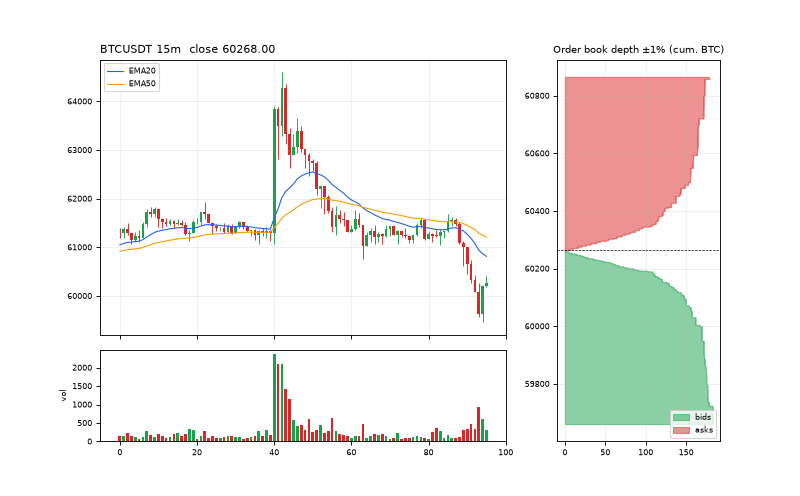 BTCUSDT 15m  close 60268.00
EMA20
EMA50
64000
63000
62000
61000
60000
2000
1500
1000
500
0
vol
0 20 40 60 80 100
Order book depth ±1% (cum. BTC)
60800
60600
60400
60200
60000
59800
bids
asks
0 50 100 150